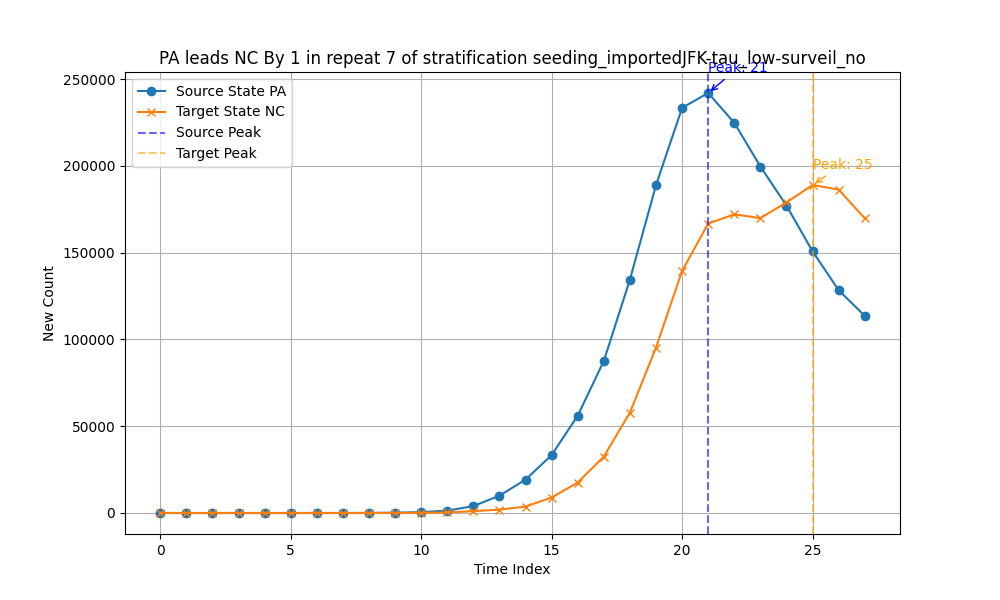 PA leads NC By 1 in repeat 7 of stratification seeding_importedJFK-tau_low-surveil_no
Peak: 21
Source State PA
Target State NC
Source Peak
Target Peak
Peak: 25
250000
200000
150000
100000
50000
0
New Count
0 5 10 15 20 25
Time Index